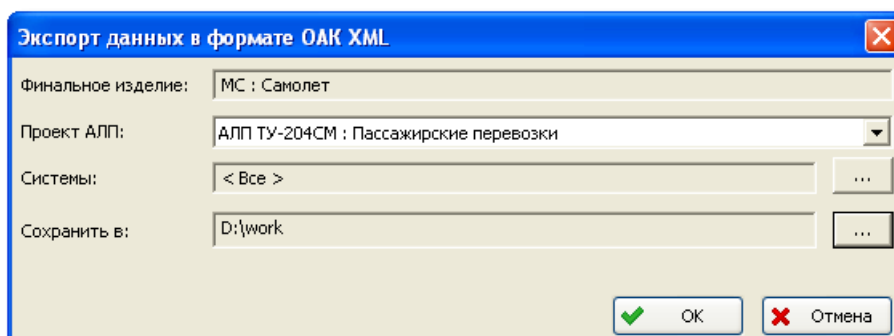 Экспорт данных в формате ОАК XML
Финальное изделие: МС : Самолет
Проект АЛП: АЛП ТУ-204СМ : Пассажирские перевозки
Системы: < Все > ...
Сохранить в: D:\work ...
ОК Отмена